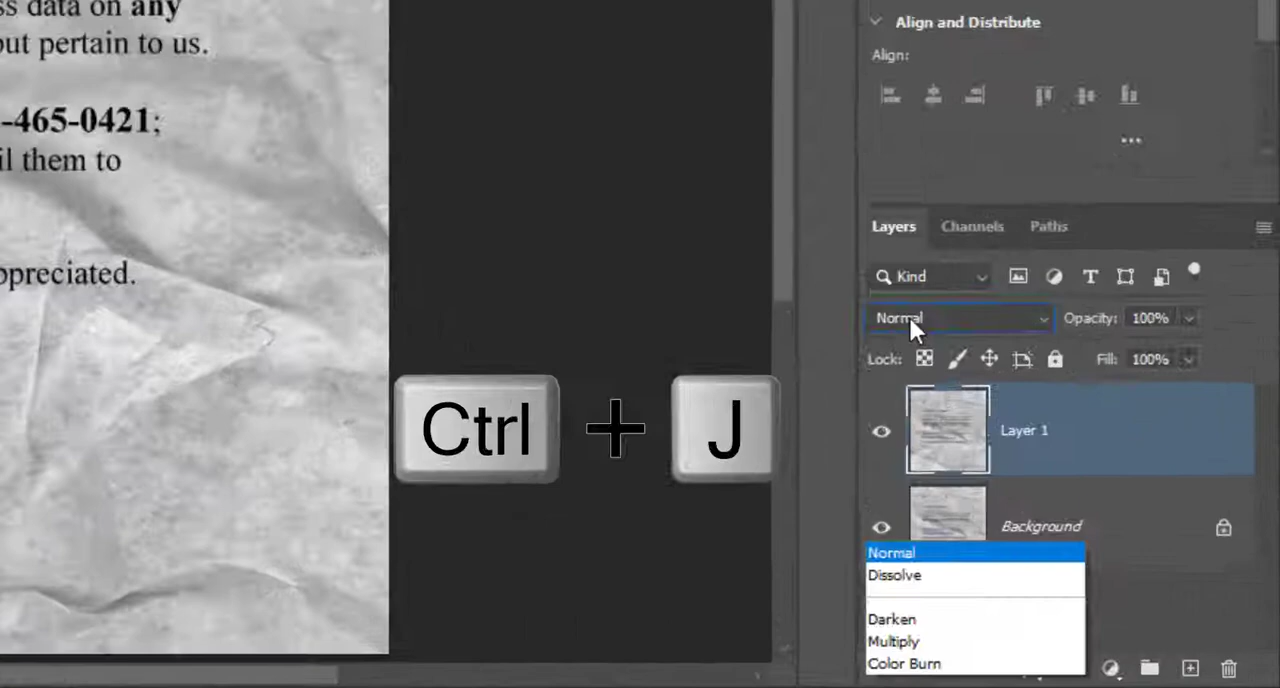 ss data on any
out pertain to us.
-465-0421;
il them to
ppreciated.
Ctrl + J
Align and Distribute
Align:
Layers Channels Paths
Kind
Normal Opacity: 100%
Lock: Fill: 100%
Layer 1
Background
Normal
Dissolve
Darken
Multiply
Color Burn